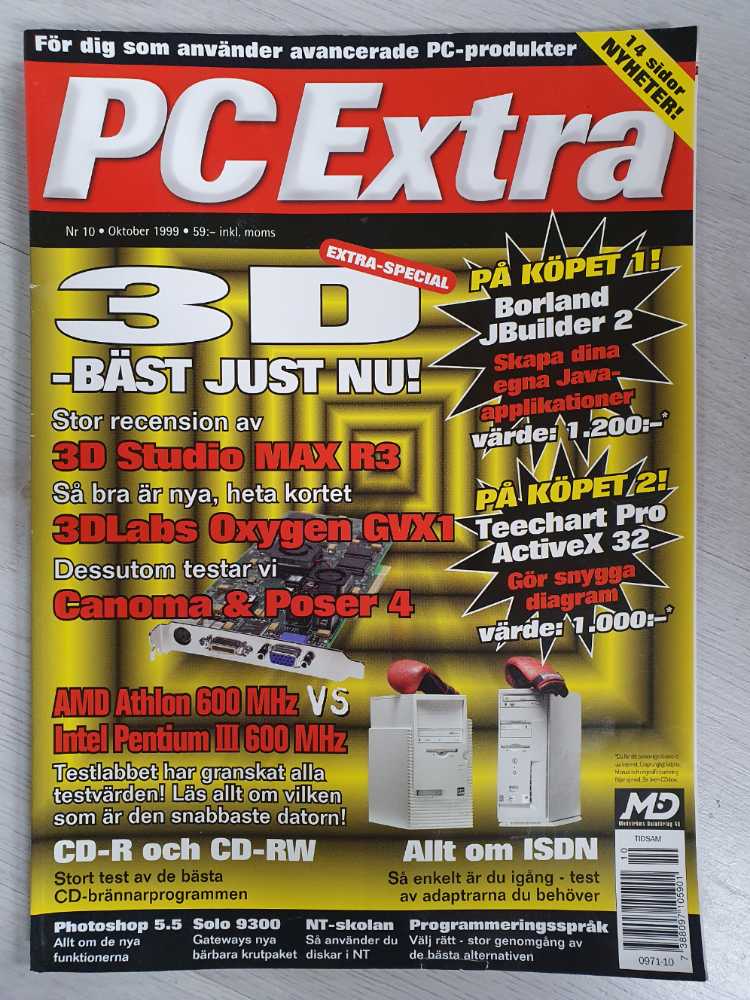 För dig som använder avancerade PC-produkter
14 sidor
NYHETER!
PC Extra
Nr 10 • Oktober 1999 • 59:- inkl. moms
EXTRA-SPECIAL
3D
-BÄST JUST NU!
Stor recension av
3D Studio MAX R3
Så bra är nya, heta kortet
3DLabs Oxygen GVX1
Dessutom testar vi
Canoma & Poser 4
PÅ KÖPET 1!
Borland
JBuilder 2
Skapa dina
egna Java-
applikationer
värde: 1.200:-*
PÅ KÖPET 2!
Teechart Pro
ActiveX 32
Gör snygga
diagram
värde: 1.000:-*
AMD Athlon 600 MHz VS
Intel Pentium III 600 MHz
Testlabbet har granskat alla
testvärden! Läs allt om vilken
som är den snabbaste datorn!
CD-R och CD-RW
Stort test av de bästa
CD-brännarprogrammen
Allt om ISDN
Så enkelt är du igång - test
av adaptrarna du behöver
MD
Medströms Dataförlag AB
TIDSAM
10
7 388097 105901
0971-10
Photoshop 5.5
Allt om de nya
funktionerna
Solo 9300
Gateways nya
bärbara krutpaket
NT-skolan
Så använder du
diskar i NT
Programmeringsspråk
Välj rätt - stor genomgång av
de bästa alternativen